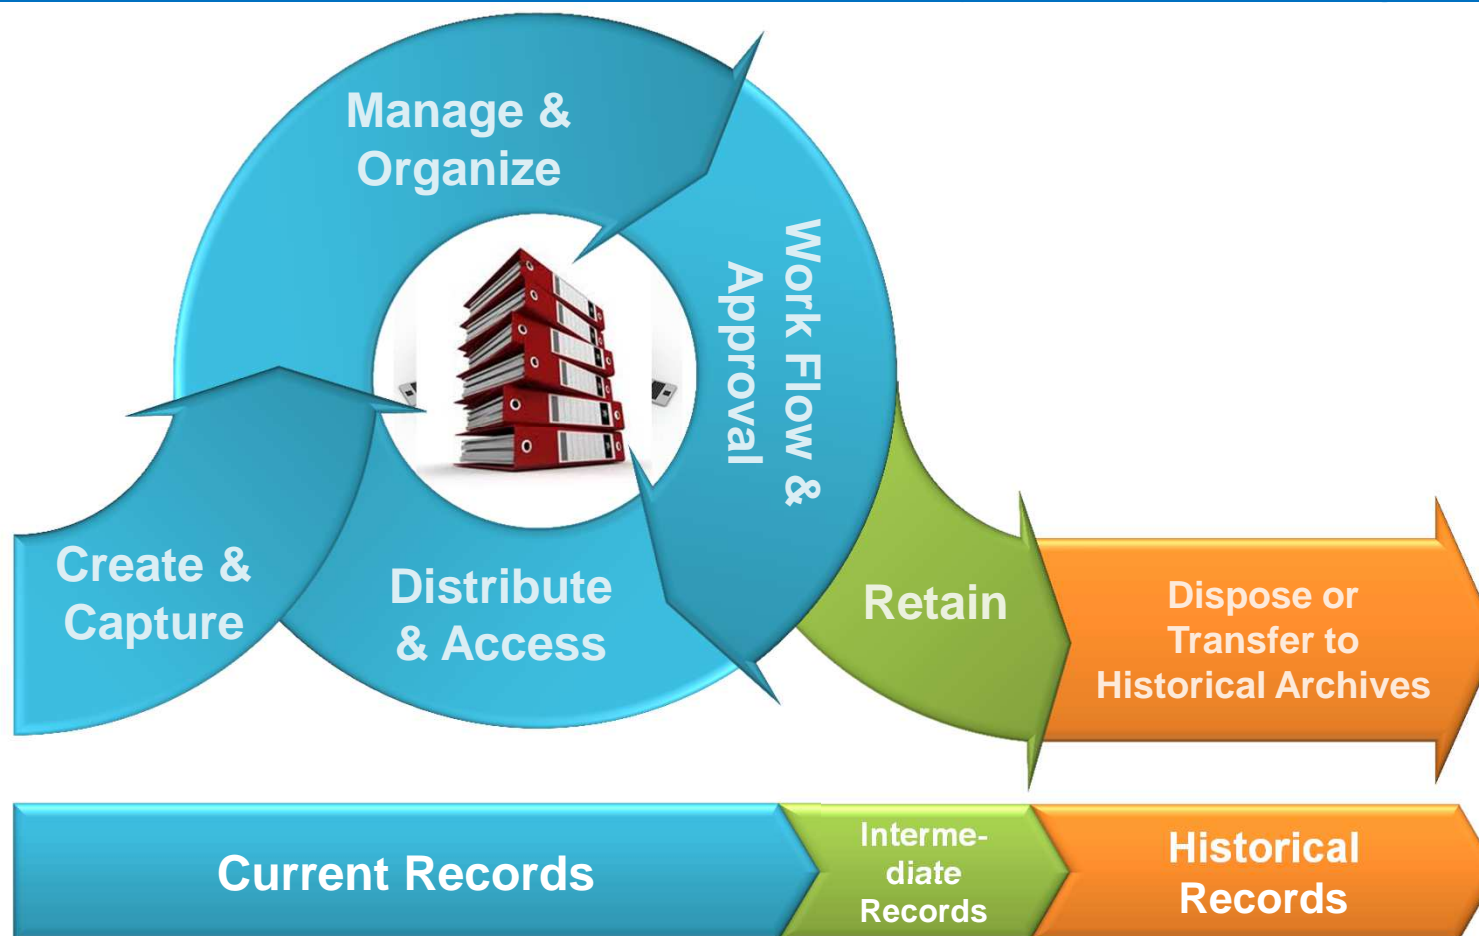 Manage &
Organize
Work Flow &
Approval
Create &
Capture
Distribute
& Access
Retain
Dispose or
Transfer to
Historical Archives
Current Records
Interme-
diate
Records
Historical
Records